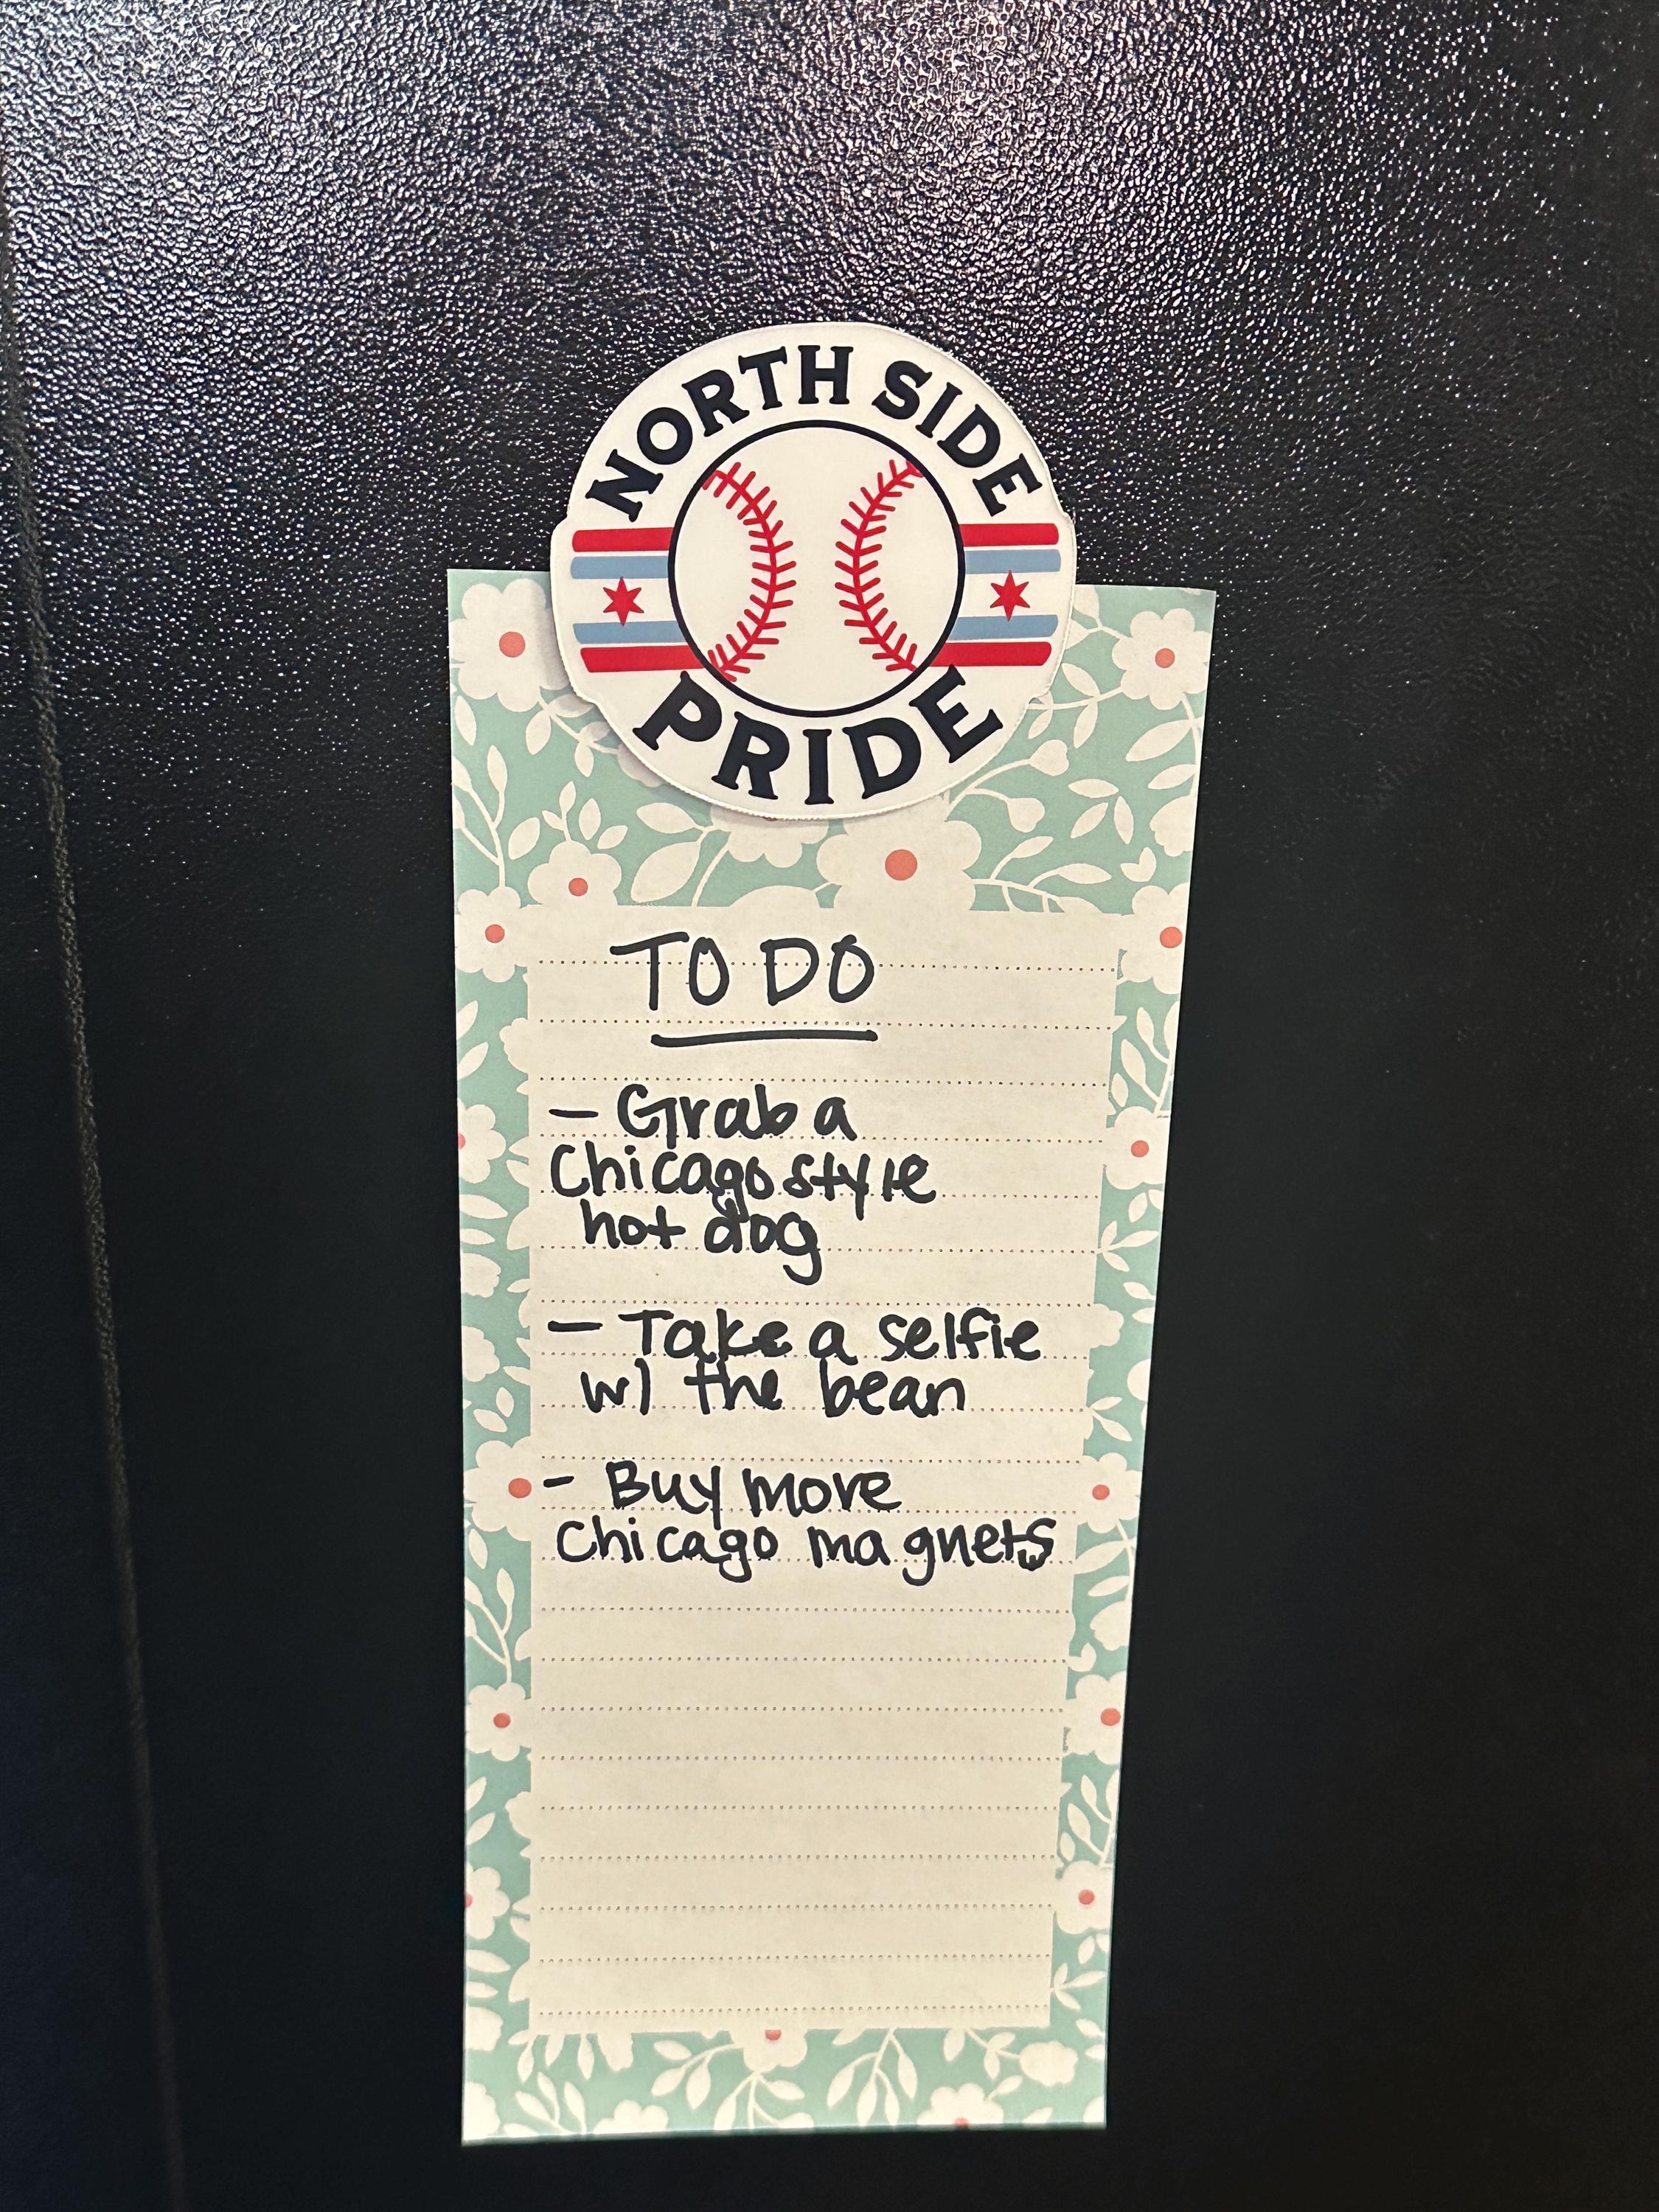 NORTH SIDE
PRIDE
TO DO
- Grab a
Chicago style
hot dog
- Take a selfie
w/ the bean
- Buy more
Chicago magnets